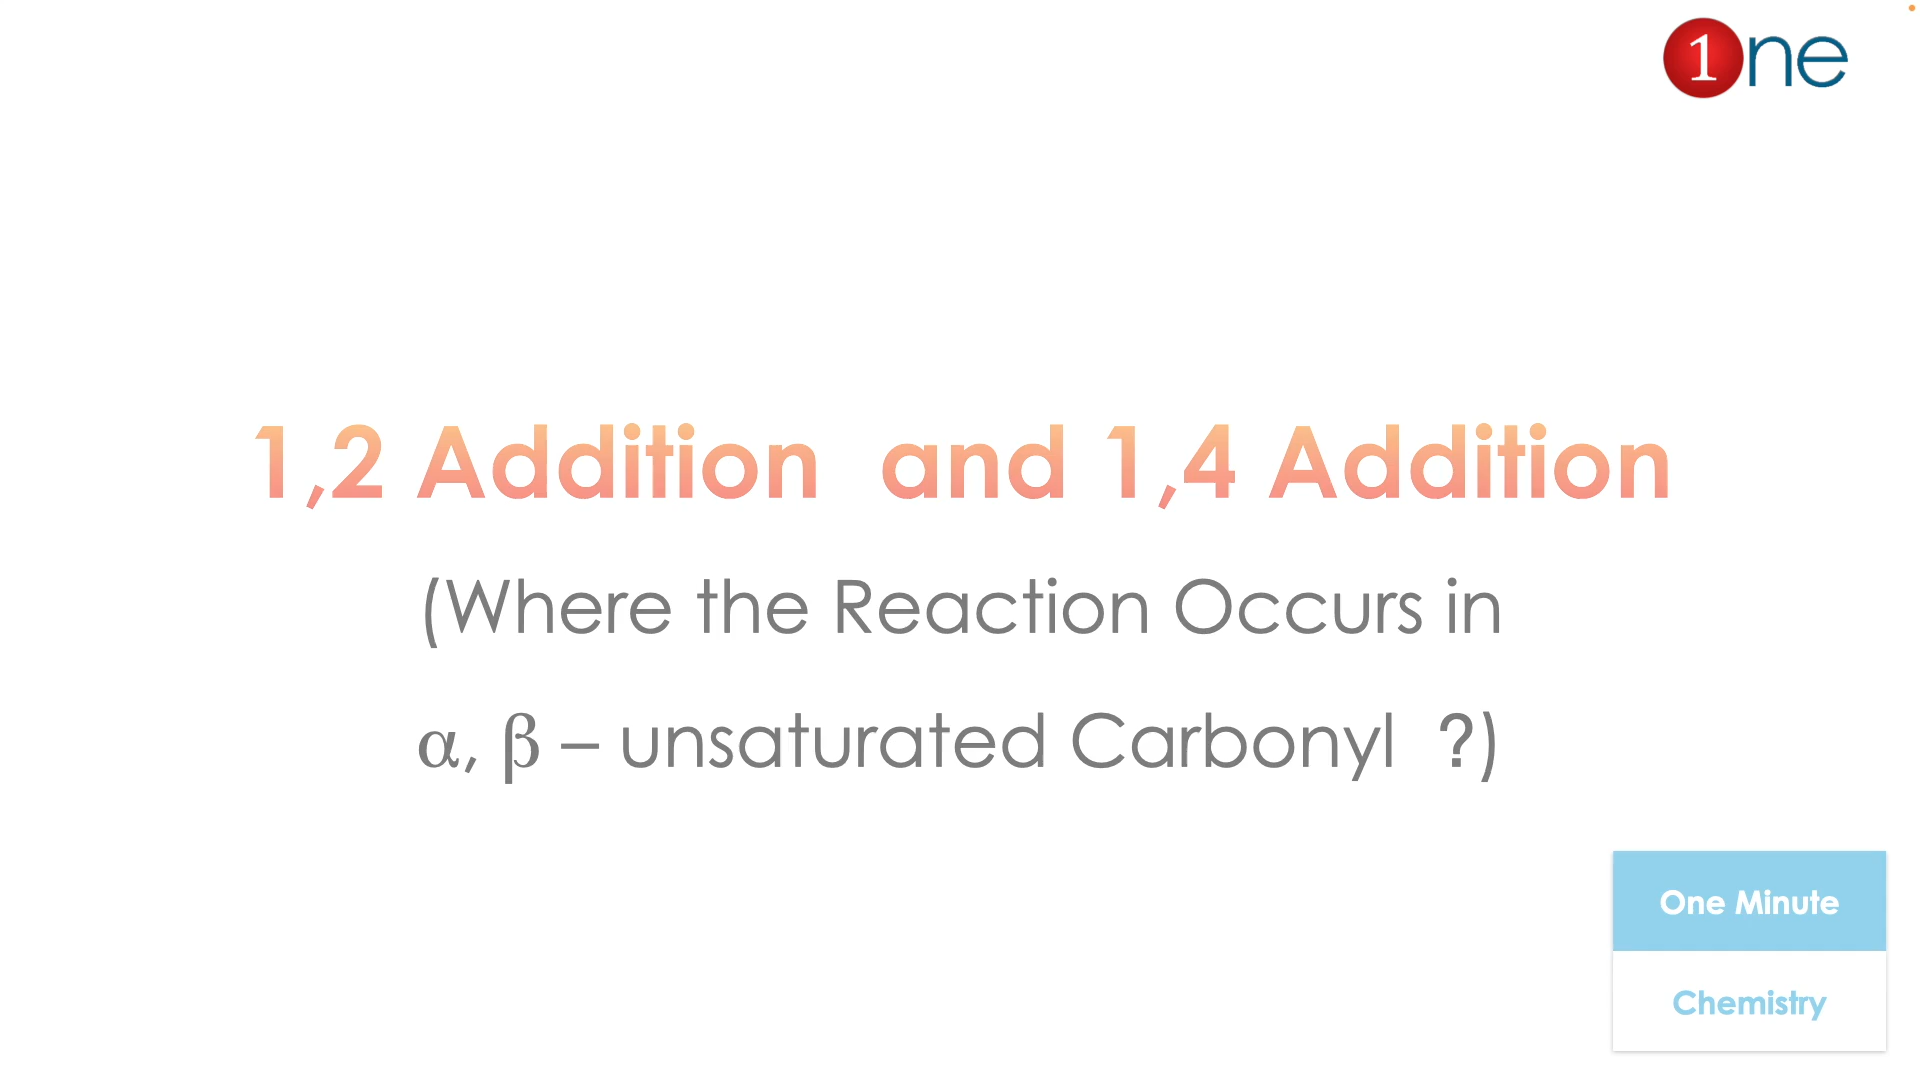 1ne
1,2 Addition and 1,4 Addition
(Where the Reaction Occurs in
α, β – unsaturated Carbonyl ?)
One Minute
Chemistry